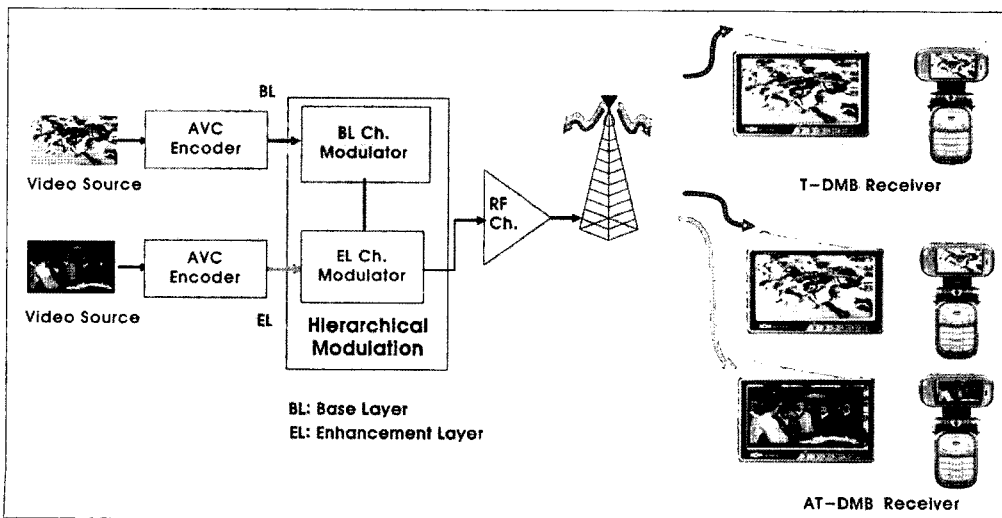 BL
AVC
Encoder
Video Source
BL Ch.
Modulator
RF
Ch.
AVC
Encoder
Video Source
EL
EL Ch.
Modulator
Hierarchical
Modulation
BL: Base Layer
EL: Enhancement Layer
T-DMB Receiver
AT-DMB Receiver